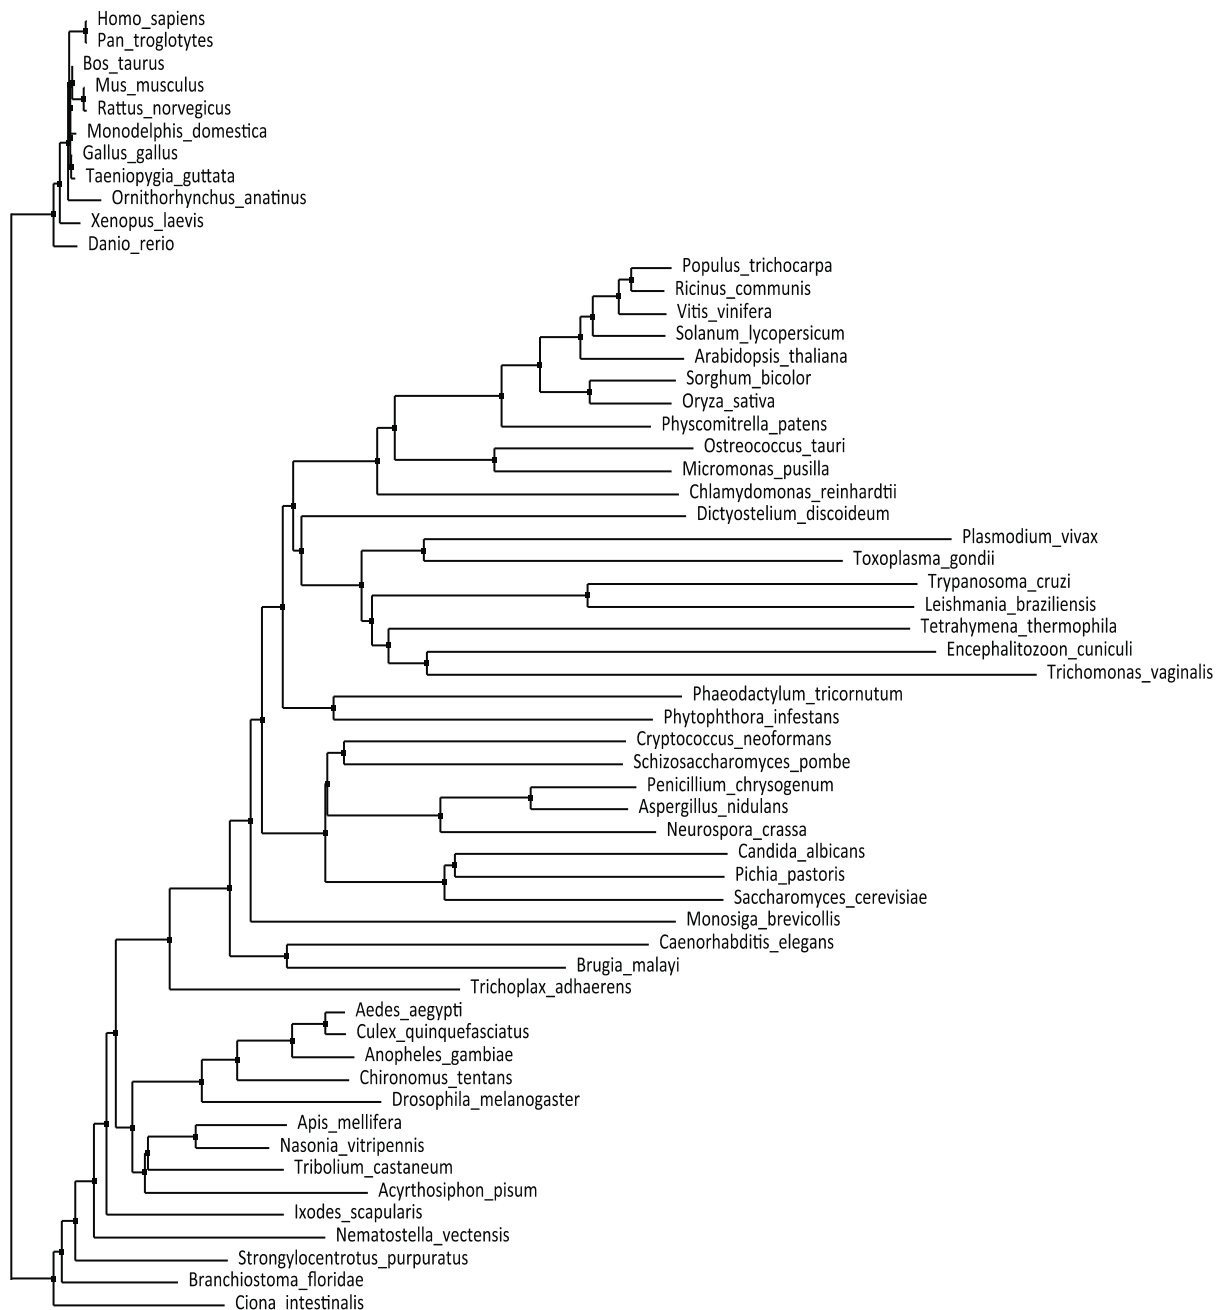 Homo_sapiens
Pan_troglotytes
Bos_taurus
Mus_musculus
Rattus_norvegicus
Monodelphis_domestica
Gallus_gallus
Taeniopygia_guttata
Ornithorhynchus_anatinus
Xenopus_laevis
Danio_rerio
Populus_trichocarpa
Ricinus_communis
Vitis_vinifera
Solanum_lycopersicum
Arabidopsis_thaliana
Sorghum_bicolor
Oryza_sativa
Physcomitrella_patens
Ostreococcus_tauri
Micromonas_pusilla
Chlamydomonas_reinhardtii
Dictyostelium_discoideum
Plasmodium_vivax
Toxoplasma_gondii
Trypanosoma_cruzi
Leishmania_braziliensis
Tetrahymena_thermophila
Encephalitozoon_cuniculi
Trichomonas_vaginalis
Phaeodactylum_tricornutum
Phytophthora_infestans
Cryptococcus_neoformans
Schizosaccharomyces_pombe
Penicillium_chrysogenum
Aspergillus_nidulans
Neurospora_crassa
Candida_albicans
Pichia_pastoris
Saccharomyces_cerevisiae
Monosiga_brevicollis
Caenorhabditis_elegans
Brugia_malayi
Trichoplax_adhaerens
Aedes_aegypti
Culex_quinquefasciatus
Anopheles_gambiae
Chironomus_tentans
Drosophila_melanogaster
Apis_mellifera
Nasonia_vitripennis
Tribolium_castaneum
Acyrthosiphon_pisum
Ixodes_scapularis
Nematostella_vectensis
Strongylocentrotus_purpuratus
Branchiostoma_floridae
Ciona_intestinalis